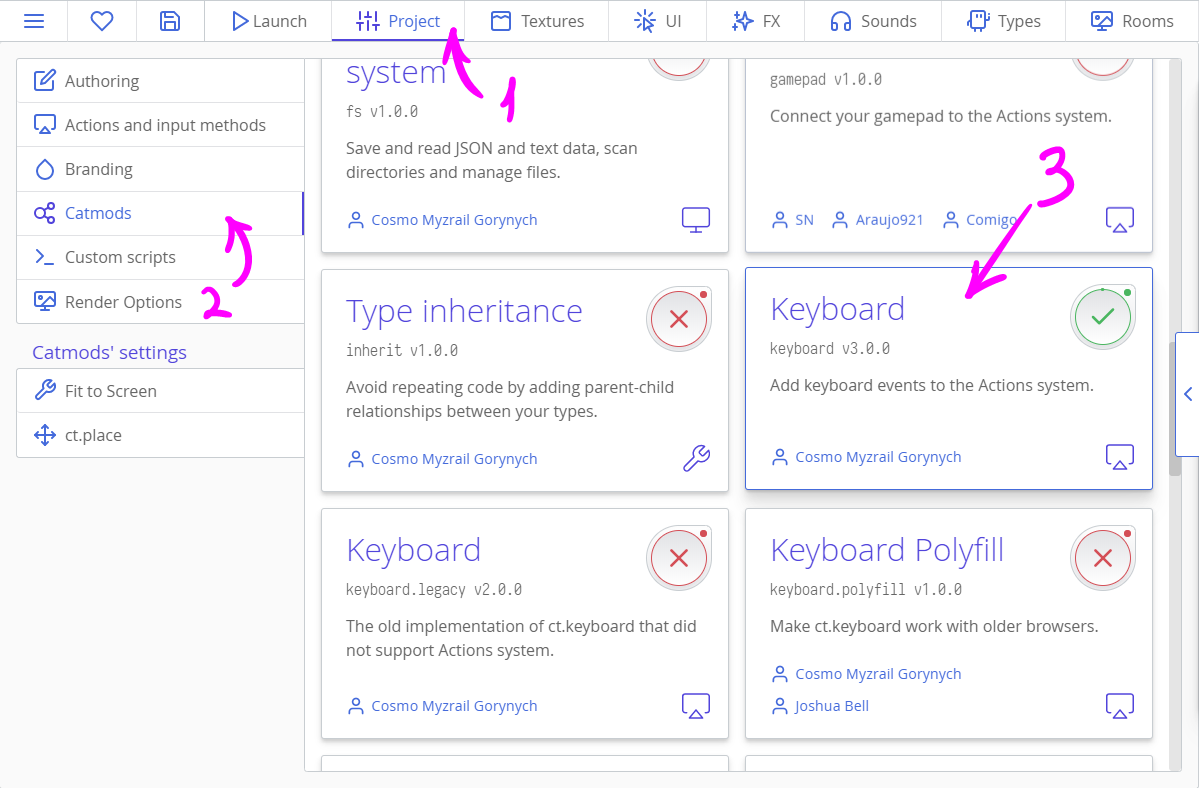 Launch
Project
Textures
UI
FX
Sounds
Types
Rooms
1
Authoring
Actions and input methods
Branding
Catmods
Custom scripts
Render Options
2
Catmods' settings
Fit to Screen
ct.place
system
fs v1.0.0
Save and read JSON and text data, scan
directories and manage files.
Cosmo Myzrail Gorynych
gamepad v1.0.0
Connect your gamepad to the Actions system.
3
SN
Araujo921
Comigo
Type inheritance
inherit v1.0.0
Avoid repeating code by adding parent-child
relationships between your types.
Cosmo Myzrail Gorynych
Keyboard
keyboard v3.0.0
Add keyboard events to the Actions system.
Cosmo Myzrail Gorynych
Keyboard
keyboard.legacy v2.0.0
The old implementation of ct.keyboard that did
not support Actions system.
Cosmo Myzrail Gorynych
Keyboard Polyfill
keyboard.polyfill v1.0.0
Make ct.keyboard work with older browsers.
Cosmo Myzrail Gorynych
Joshua Bell